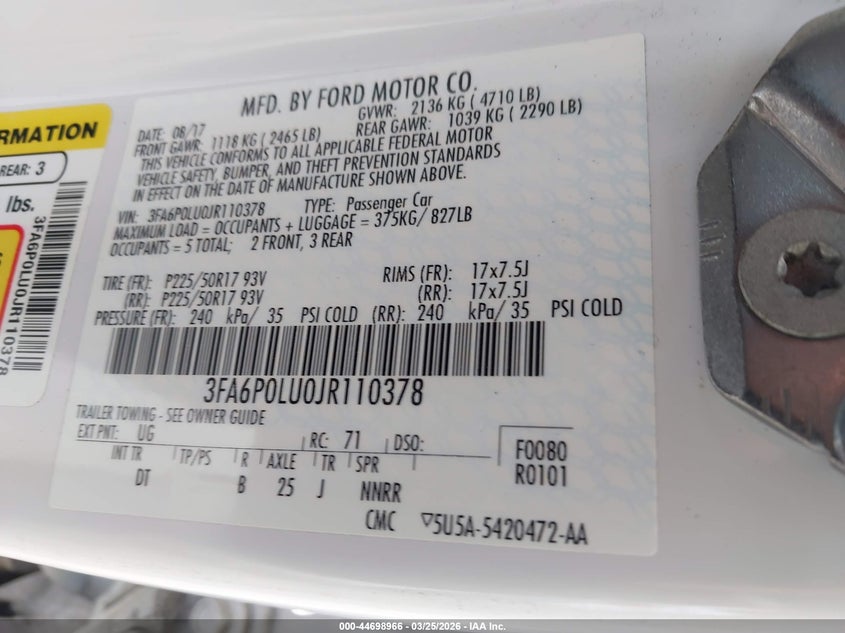 MFD. BY FORD MOTOR CO.
DATE: 08/17 GVWR: 2136 KG ( 4710 LB)
FRONT GAWR: 1118 KG ( 2465 LB) REAR GAWR: 1039 KG ( 2290 LB)
THIS VEHICLE CONFORMS TO ALL APPLICABLE FEDERAL MOTOR
VEHICLE SAFETY, BUMPER, AND THEFT PREVENTION STANDARDS
IN EFFECT ON THE DATE OF MANUFACTURE SHOWN ABOVE.
VIN: 3FA6P0LU0JR110378 TYPE: Passenger Car
MAXIMUM LOAD = OCCUPANTS + LUGGAGE = 375KG/ 827LB
OCCUPANTS = 5 TOTAL; 2 FRONT, 3 REAR
TIRE (FR): P225/50R17 93V RIMS (FR): 17x7.5J
(RR): P225/50R17 93V (RR): 17x7.5J
PRESSURE (FR): 240 kPa/ 35 PSI COLD (RR): 240 kPa/ 35 PSI COLD
3FA6P0LU0JR110378
TRAILER TOWING - SEE OWNER GUIDE
EXT PNT: UG RC: 71 DSO: F0080
INT TR TP/PS R AXLE TR SPR R0101
DT B 25 J NNRR
CMC 5U5A-5420472-AA
RMATION
REAR: 3
lbs.
3FA6P0LU0JR110378
000-44698966 - 03/25/2026 - IAA Inc.